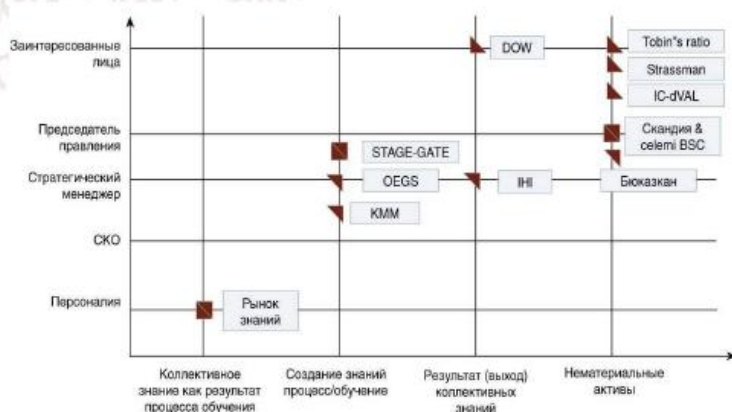 Заинтересованные
лица
DOW
Tobin"s ratio
Strassman
IC-dVAL
Председатель
правления
Скандия &
celemi BSC
STAGE-GATE
Стратегический
менеджер
OEGS
IHI
Бюказкан
KMM
СКО
Персоналия
Рынок
знаний
Коллективное
знание как результат
процесса обучения
Создание знаний
процесс/обучение
Результат (выход)
коллективных
знаний
Нематериальные
активы